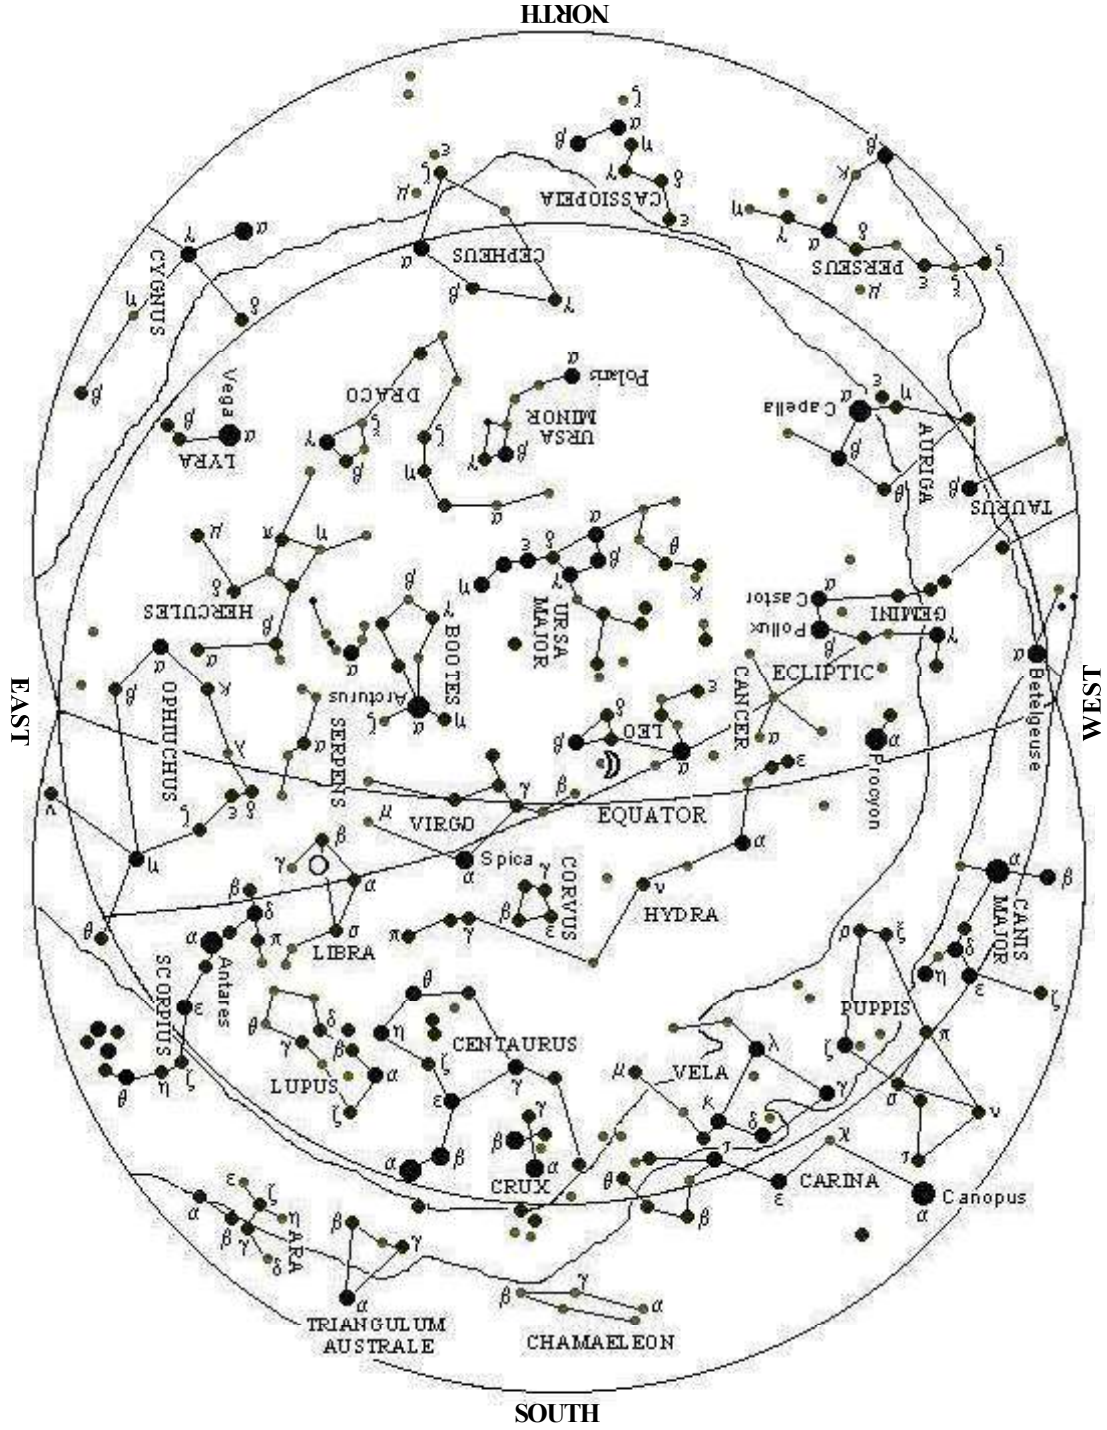 NORTH
ζ
α
β
η
γ
δ
CASSIOPEIA
ε
ε
ζ
μ
β
κ
η
γ
α
δ
PERSEUS
ε
ξ
ζ
μ
α
γ
CYGNUS
η
δ
β
α
CEPHEUS
β
γ
α
Polaris
URSA
MINOR
β
γ
DRACO
ξ
γ
β
ζ
η
α
Vega
β
α
LYRA
ε
α
η
Capella
β
θ
AURIGA
β
TAURUS
μ
π
η
δ
HERCULES
β
α
α
β
γ
BOOTES
Arcturus
α
ζ
η
α
β
δ
ε
γ
η
URSA
MAJOR
θ
κ
Castor
α
GEMINI
Pollux
β
γ
ECLIPTIC
α
Betelgeuse
EAST
WEST
α
β
κ
OPHIUCHUS
λ
δ
ε
ζ
ν
η
θ
SERPENS
α
δ
LEO
ε
β
α
CANCER
α
α
Procyon
ε
α
β
γ
VIRGO
μ
EQUATOR
Spica
α
β
γ
α
σ
LIBRA
γ
CORVUS
β
ε
ν
HYDRA
π
γ
α
β
CANIS
MAJOR
δ
η
ε
ζ
β
δ
α
π
Antares
SCORPIUS
ε
ζ
η
θ
ρ
ξ
PUPPIS
ζ
π
σ
ν
τ
θ
δ
γ
β
LUPUS
α
ζ
θ
η
CENTAURUS
ζ
γ
ε
α
β
γ
β
α
CRUX
λ
μ
VELA
γ
κ
δ
χ
θ
β
ε
CARINA
Canopus
α
ε
ζ
α
η
β
γ
ARA
δ
β
γ
α
TRIANGULUM
AUSTRALE
γ
β
α
CHAMAELEON
SOUTH